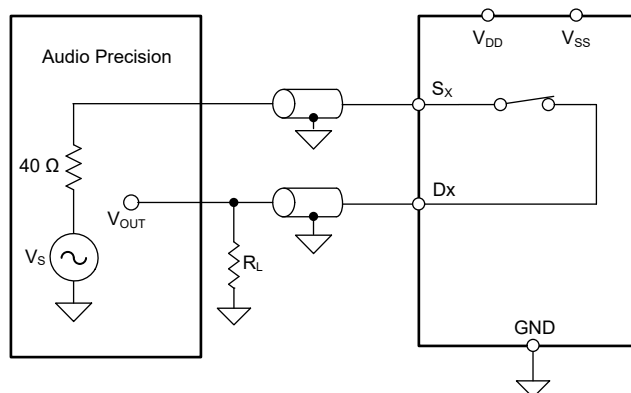 V_DD
V_SS
Audio Precision
S_X
40 Ω
Dx
V_OUT
V_S
R_L
GND